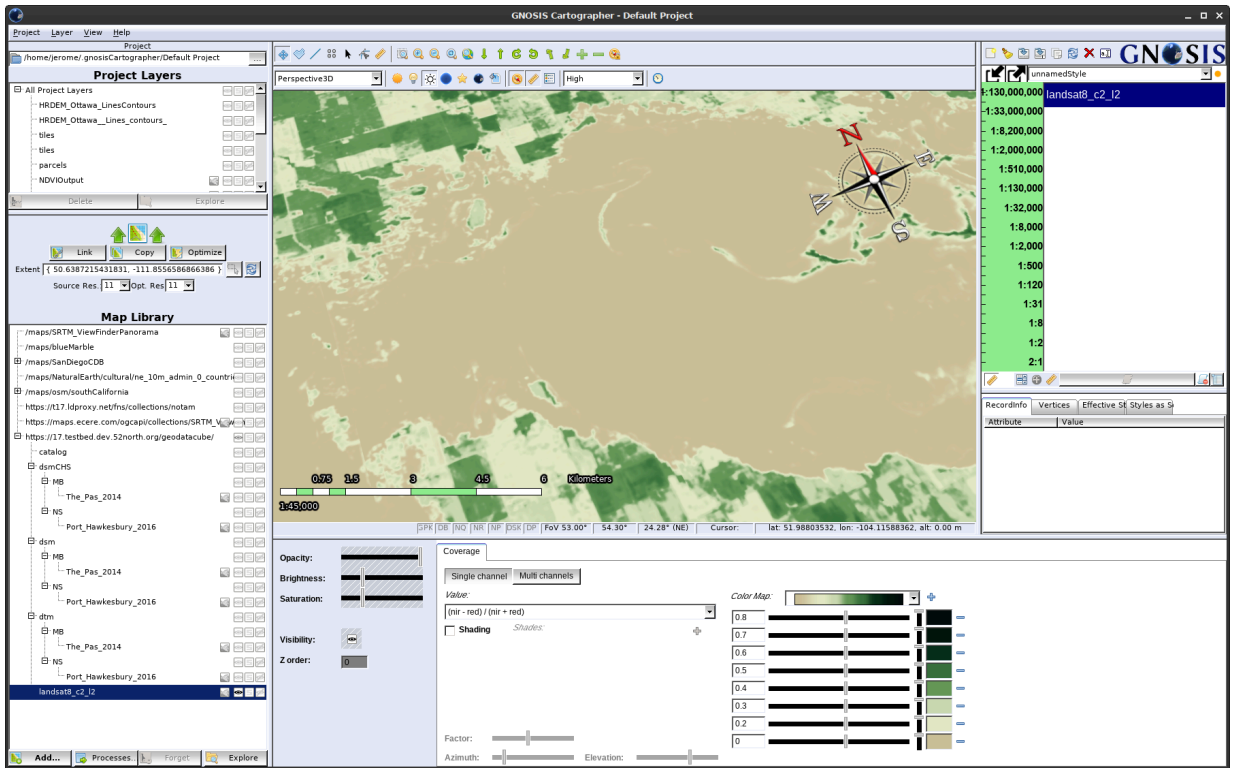 GNOSIS Cartographer - Default Project
Project Layer View Help
Project
/home/jerome/.gnosisCartographer/Default Project ...
Project Layers
All Project Layers
HRDEM_Ottawa_LinesContours
HRDEM_Ottawa__Lines_contours_
tiles
tiles
parcels
NDVIOutput
Delete Explore
Link Copy Optimize
Extent { 50.6387215431831, -111.8556586866386 }
Source Res. 11 Opt. Res 11
Map Library
/maps/SRTM_ViewFinderPanorama
/maps/blueMarble
/maps/SanDiegoCDB
/maps/NaturalEarth/cultural/ne_10m_admin_0_countri
/maps/osm/southCalifornia
https://t17.ldproxy.net/fns/collections/notam
https://maps.ecere.com/ogcapi/collections/SRTM_V
https://17.testbed.dev.52north.org/geodatacube/
catalog
dsmCHS
MB
The_Pas_2014
NS
Port_Hawkesbury_2016
dsm
MB
The_Pas_2014
NS
Port_Hawkesbury_2016
dtm
MB
The_Pas_2014
NS
Port_Hawkesbury_2016
landsat8_c2_l2
Add... Processes.. Forget Explore
Perspective3D High
N
E
W
S
0.75 1.5 3 4.5 6 Kilometers
1:45,000
SPK DB NQ NR NP DSK DP FoV 53.00° 54.30° 24.28° (NE) Cursor: lat: 51.98803532, lon: -104.11588362, alt: 0.00 m
GNOSIS
unnamedStyle
1:130,000,000 landsat8_c2_l2
1:33,000,000
1:8,200,000
1:2,000,000
1:510,000
1:130,000
1:32,000
1:8,000
1:2,000
1:500
1:120
1:31
1:8
1:2
2:1
RecordInfo Vertices Effective St Styles as S
Attribute Value
Opacity:
Brightness:
Saturation:
Visibility:
Z order: 0
Coverage
Single channel Multi channels
Value:
(nir - red) / (nir + red)
Shading Shades:
Factor:
Azimuth: Elevation:
Color Map:
0.8
0.7
0.6
0.5
0.4
0.3
0.2
0